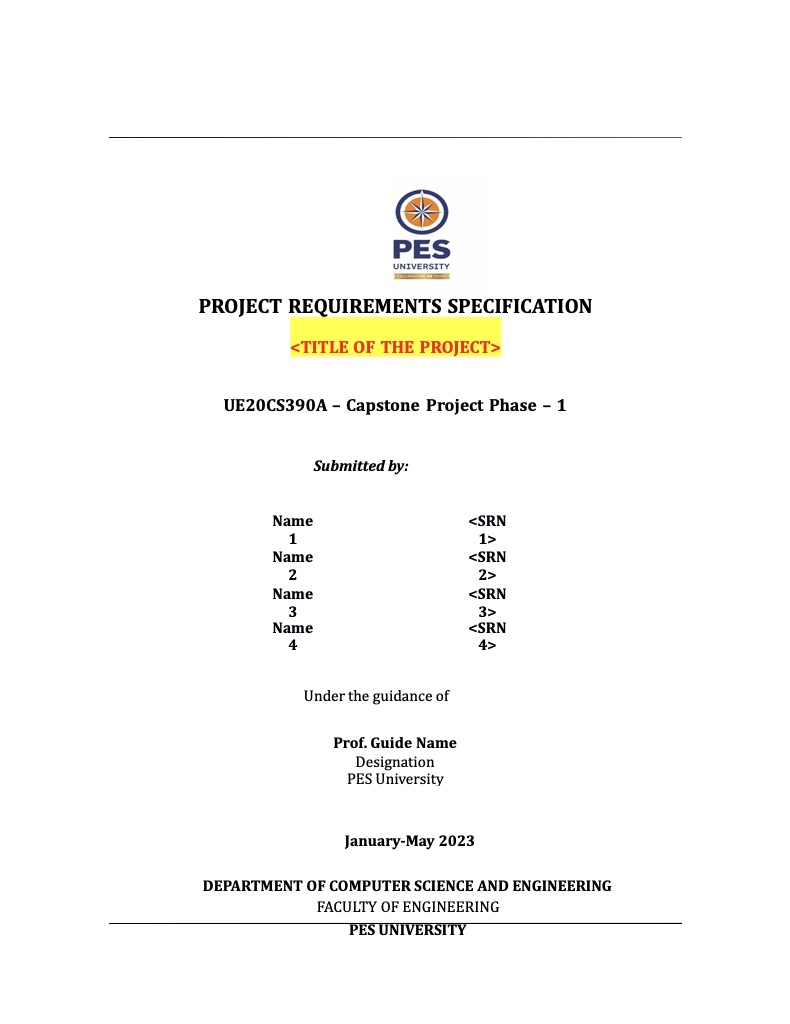 PES
UNIVERSITY
PROJECT REQUIREMENTS SPECIFICATION
<TITLE OF THE PROJECT>
UE20CS390A – Capstone Project Phase – 1
Submitted by:
Name <SRN
1 1>
Name <SRN
2 2>
Name <SRN
3 3>
Name <SRN
4 4>
Under the guidance of
Prof. Guide Name
Designation
PES University
January-May 2023
DEPARTMENT OF COMPUTER SCIENCE AND ENGINEERING
FACULTY OF ENGINEERING
PES UNIVERSITY